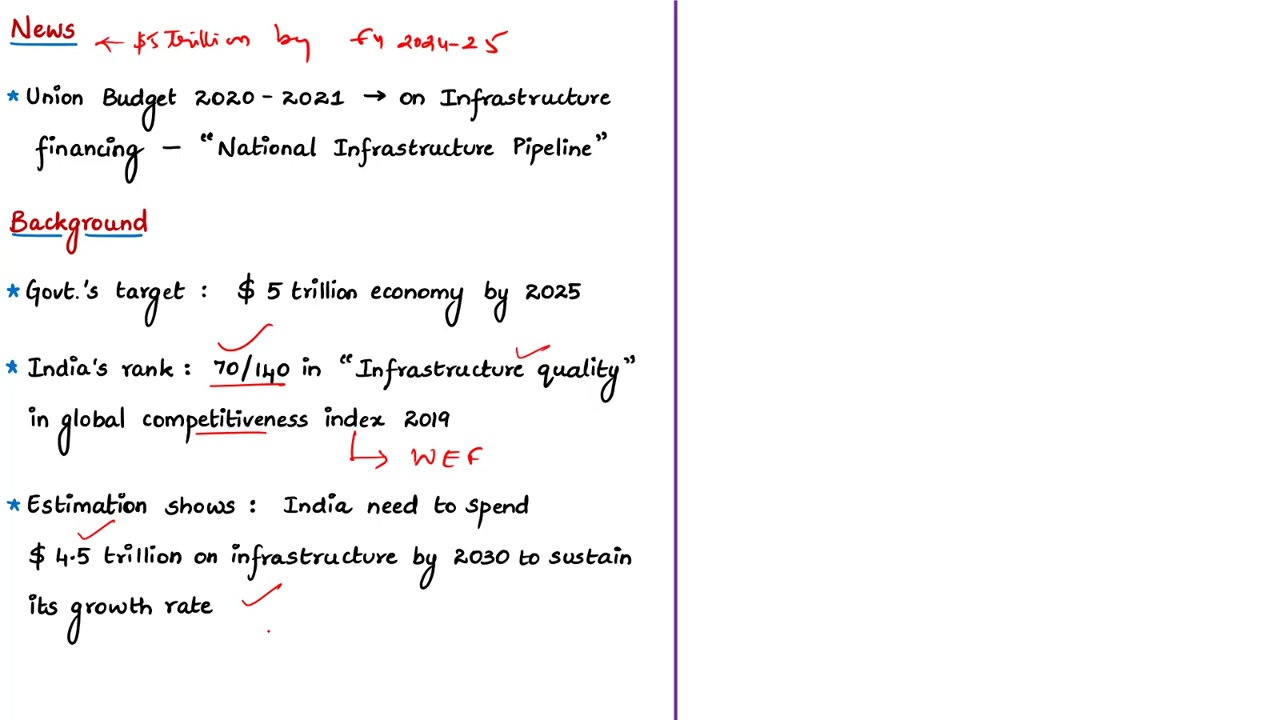 News
← $5 Trillion by Fy 2024-25
* Union Budget 2020-2021 → on Infrastructure
financing - "National Infrastructure Pipeline"
Background
* Govt.'s target : $ 5 trillion economy by 2025
* India's rank : 70/140 in "Infrastructure quality"
in global competitiveness index 2019
WEF
* Estimation shows : India need to spend
$ 4.5 trillion on infrastructure by 2030 to sustain
its growth rate